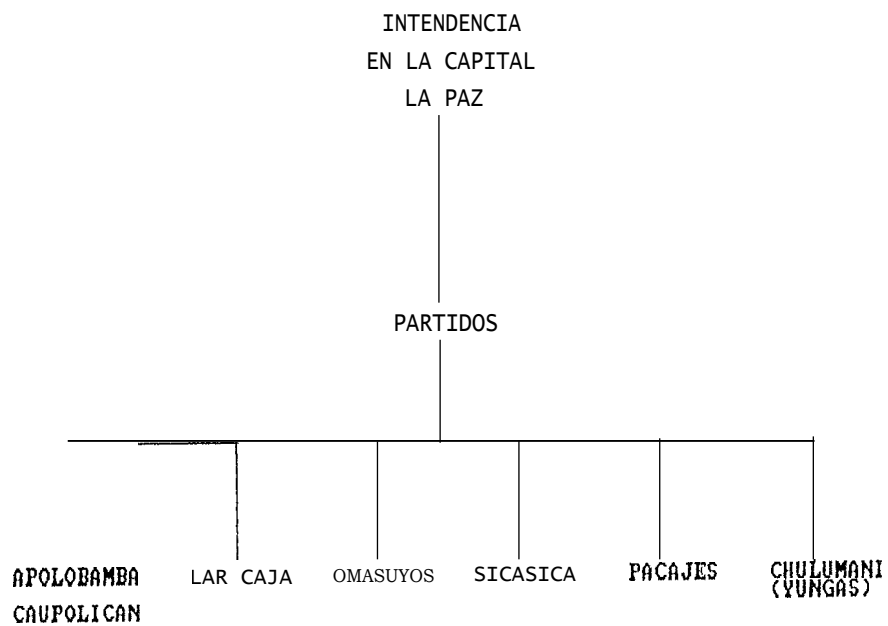 INTENDENCIA
EN LA CAPITAL
LA PAZ
PARTIDOS
APOLOBAMBA
CAUPOLICAN
LAR CAJA
OMASUYOS
SICASICA
PACAJES
CHULUMANI
(YUNGAS)